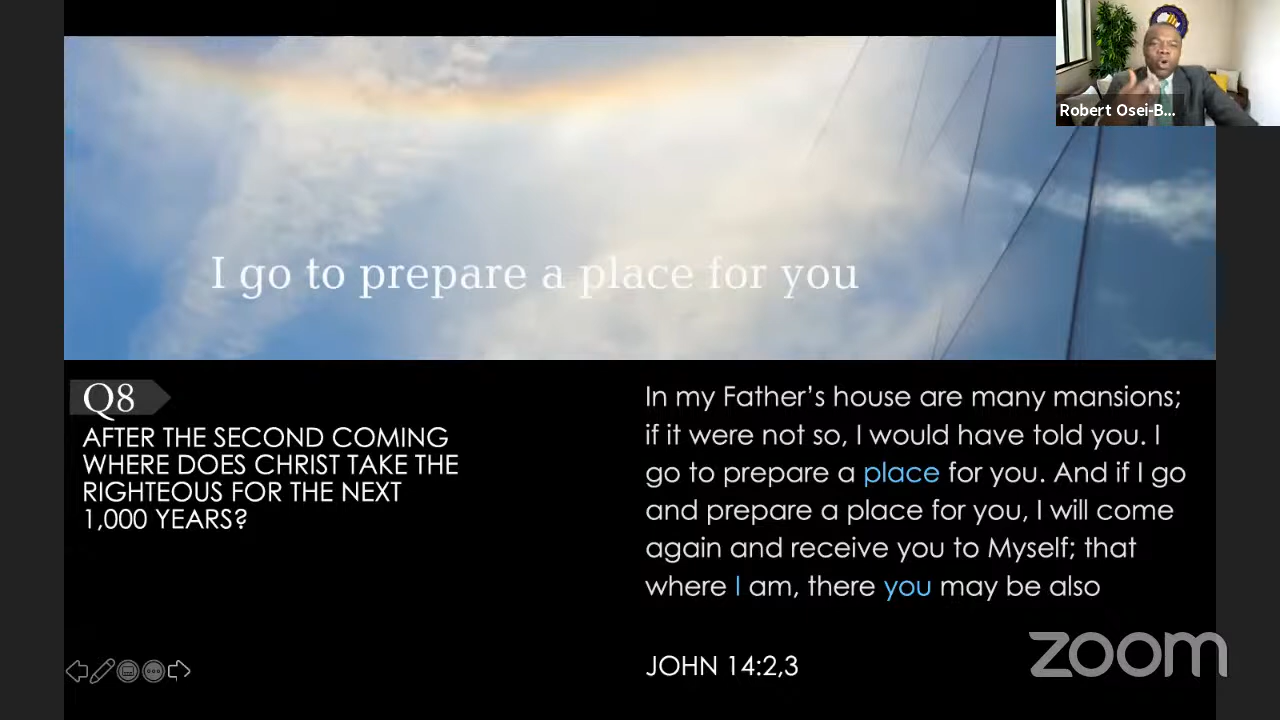 Robert Osei-B...
I go to prepare a place for you
Q8
AFTER THE SECOND COMING
WHERE DOES CHRIST TAKE THE
RIGHTEOUS FOR THE NEXT
1,000 YEARS?
In my Father’s house are many mansions;
if it were not so, I would have told you. I
go to prepare a place for you. And if I go
and prepare a place for you, I will come
again and receive you to Myself; that
where I am, there you may be also
JOHN 14:2,3
zoom